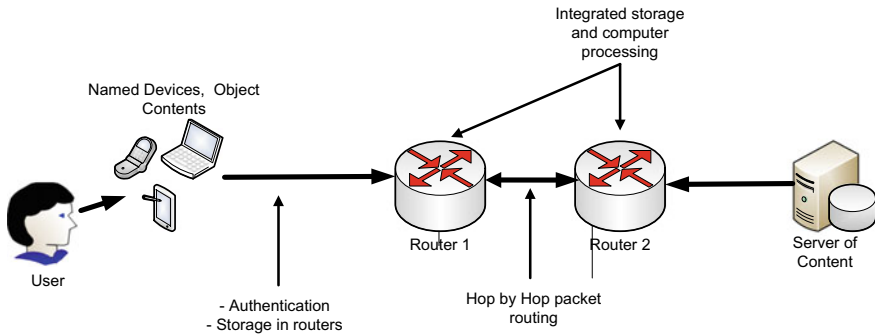 Integrated storage
and computer
processing
Named Devices,  Object
Contents
User
Router 1
Router 2
Server of
Content
- Authentication
- Storage in routers
Hop by Hop packet
routing